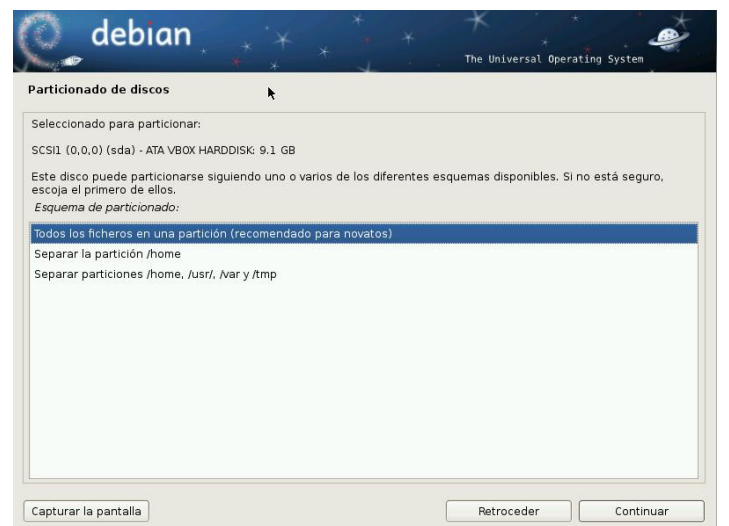 debian
The Universal Operating System
Particionado de discos
Seleccionado para particionar:
SCSI1 (0,0,0) (sda) - ATA VBOX HARDDISK: 9.1 GB
Este disco puede particionarse siguiendo uno o varios de los diferentes esquemas disponibles. Si no está seguro,
escoja el primero de ellos.
Esquema de particionado:
Todos los ficheros en una partición (recomendado para novatos)
Separar la partición /home
Separar particiones /home, /usr/, /var y /tmp
Capturar la pantalla
Retroceder
Continuar